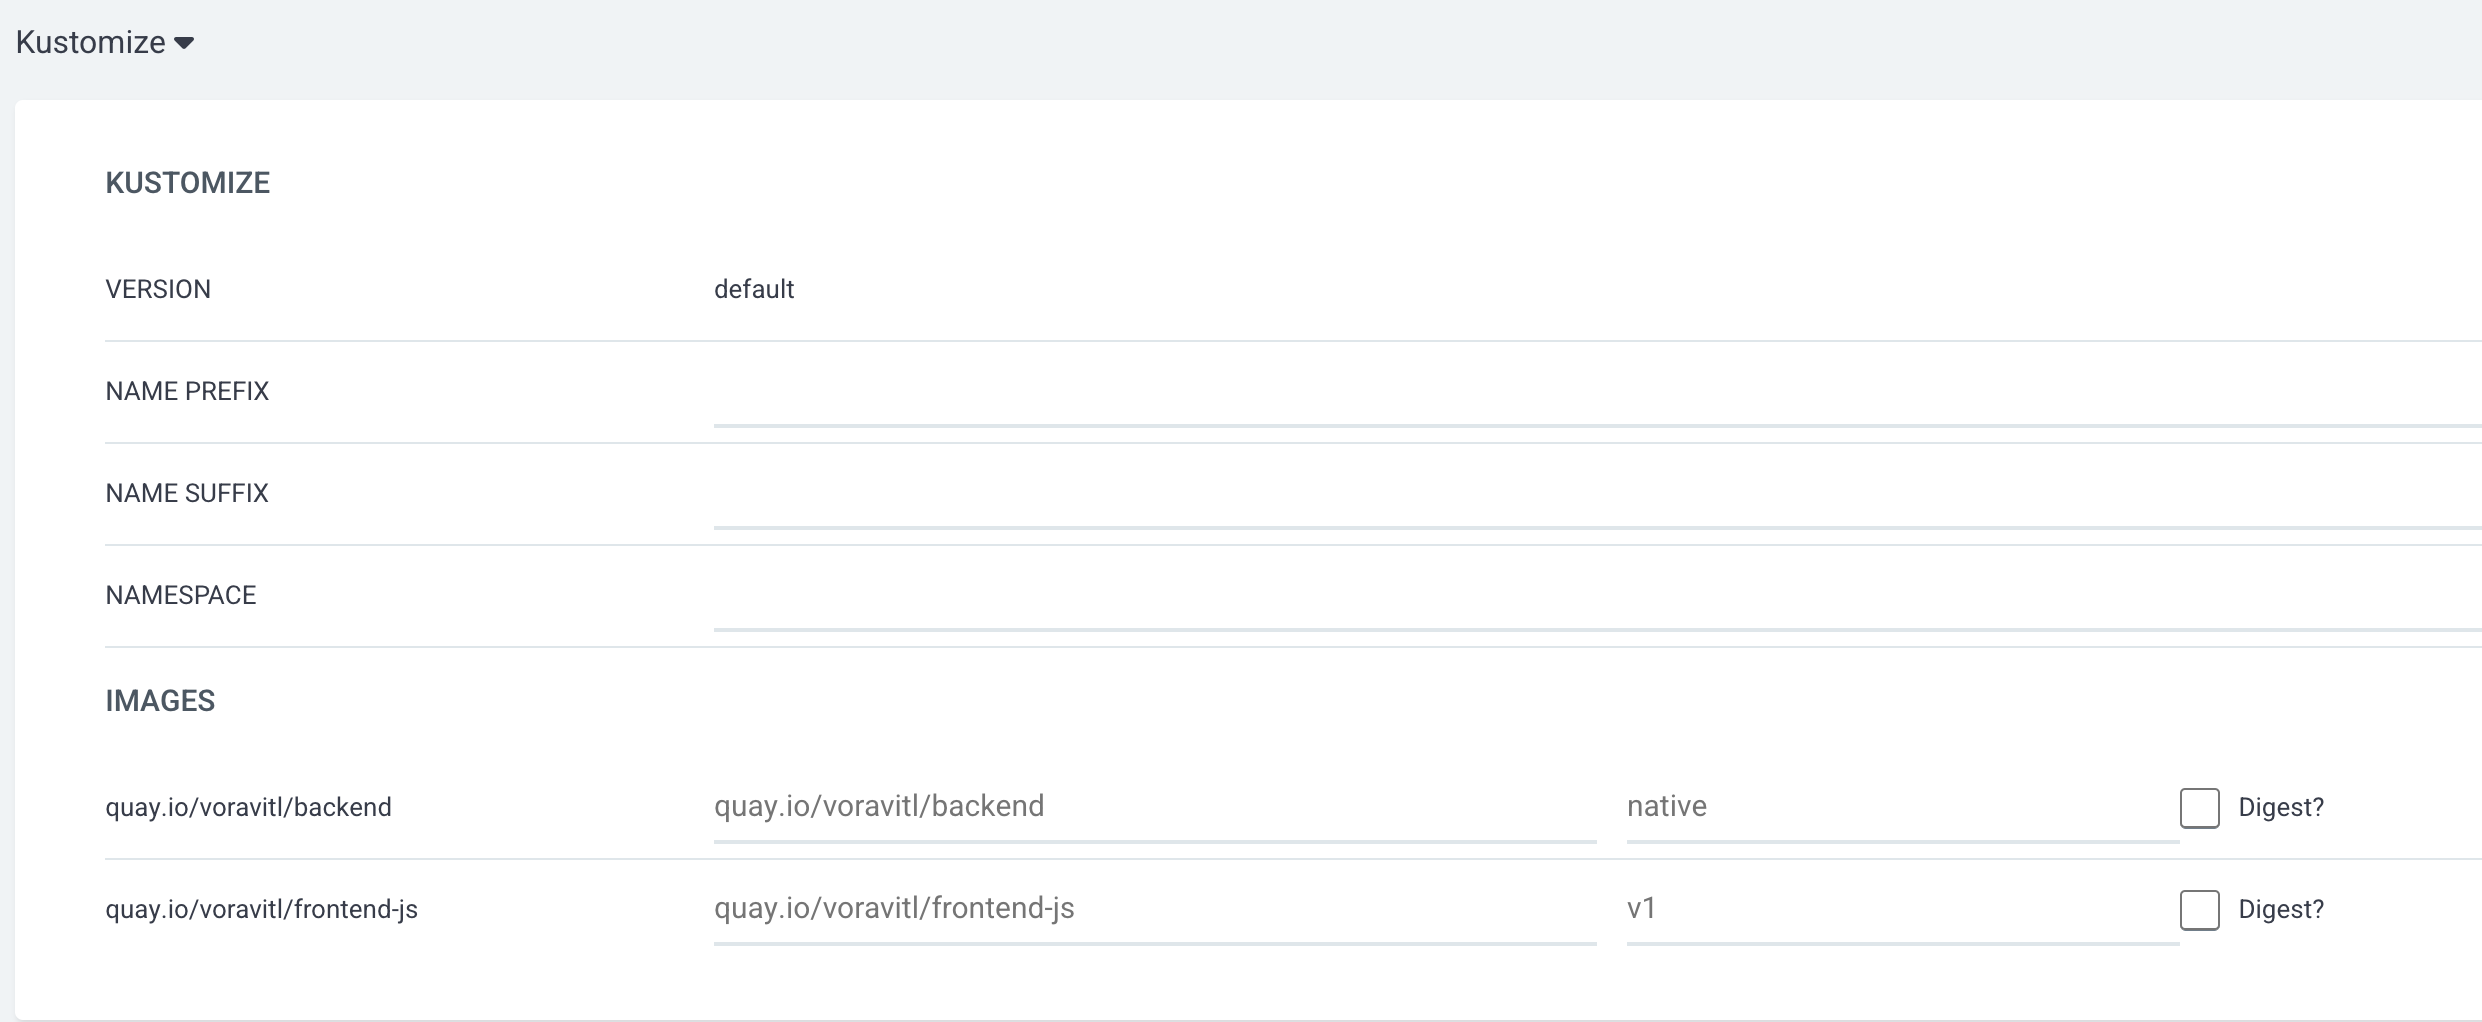 Kustomize
KUSTOMIZE
VERSION default
NAME PREFIX
NAME SUFFIX
NAMESPACE
IMAGES
quay.io/voravitl/backend quay.io/voravitl/backend native Digest?
quay.io/voravitl/frontend-js quay.io/voravitl/frontend-js v1 Digest?